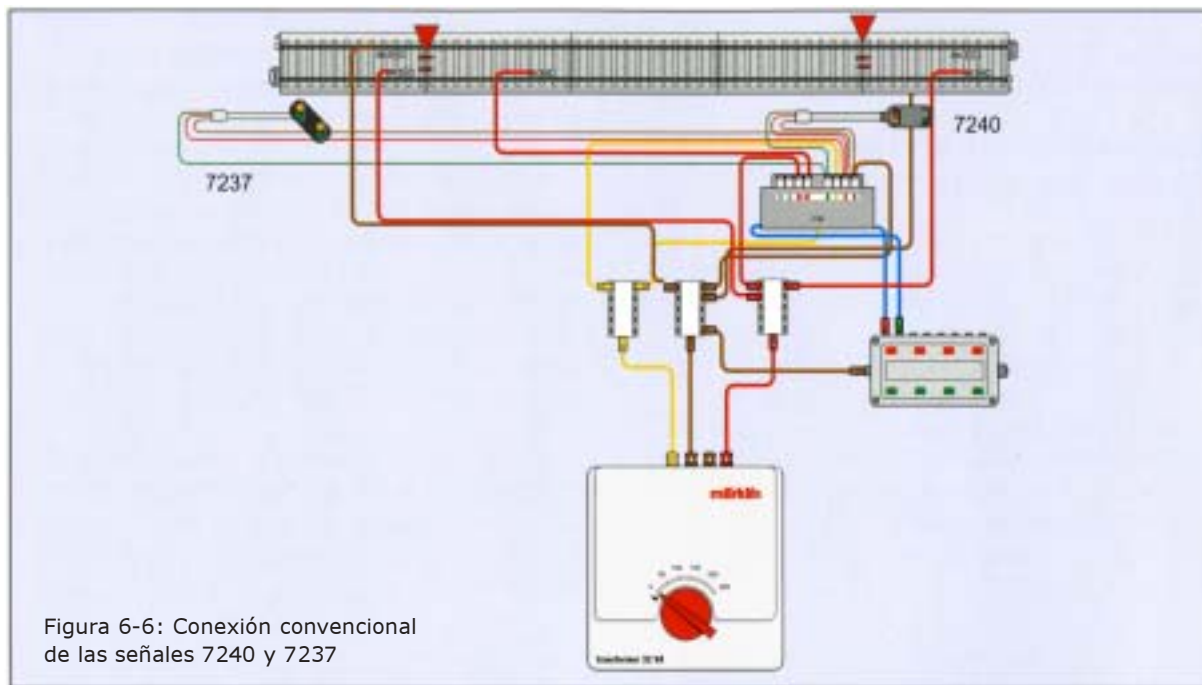 7237
7240
märklin
Figura 6-6: Conexión convencional
de las señales 7240 y 7237